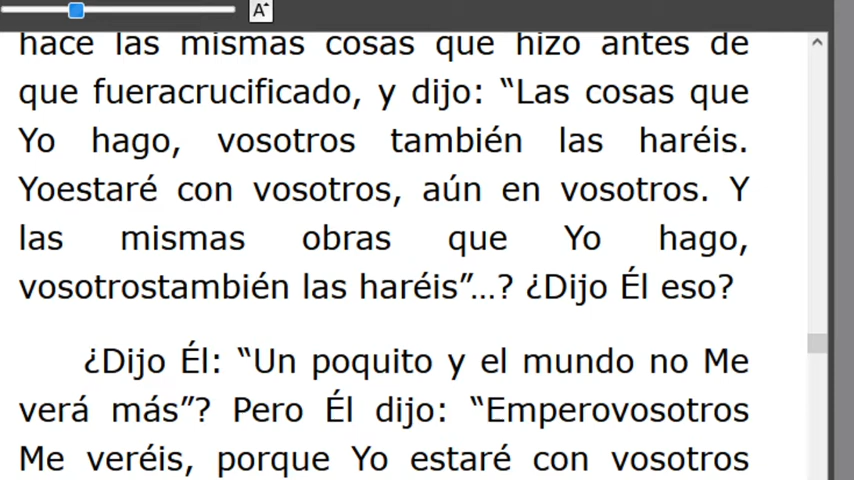 A
hace las mismas cosas que hizo antes de
que fueracrucificado, y dijo: “Las cosas que
Yo hago, vosotros también las haréis.
Yoestaré con vosotros, aún en vosotros. Y
las mismas obras que Yo hago,
vosotrostambién las haréis”…? ¿Dijo Él eso?
¿Dijo Él: “Un poquito y el mundo no Me
verá más”? Pero Él dijo: “Emperovosotros
Me veréis, porque Yo estaré con vosotros